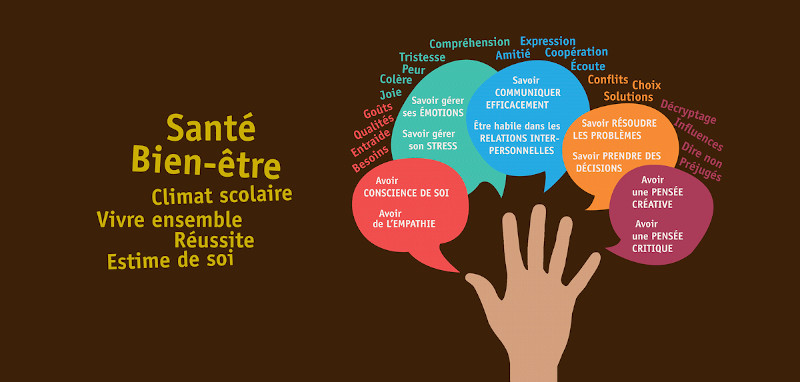 Santé
Bien-être
Climat scolaire
Vivre ensemble
Réussite
Estime de soi
Besoins
Entraide
Qualités
Goûts
Avoir
CONSCIENCE DE SOI
Avoir
de L'EMPATHIE
Joie
Colère
Peur
Tristesse
Compréhension
Savoir gérer
ses ÉMOTIONS
Savoir gérer
son STRESS
Amitié
Expression
Coopération
Écoute
Savoir
COMMUNIQUER
EFFICACEMENT
Être habile dans les
RELATIONS INTER-
PERSONNELLES
Conflits
Choix
Solutions
Savoir RÉSOUDRE
LES PROBLÈMES
Savoir PRENDRE DES
DÉCISIONS
Décryptage
Influences
Dire non
Préjugés
Avoir
une PENSÉE
CRÉATIVE
Avoir
une PENSÉE
CRITIQUE